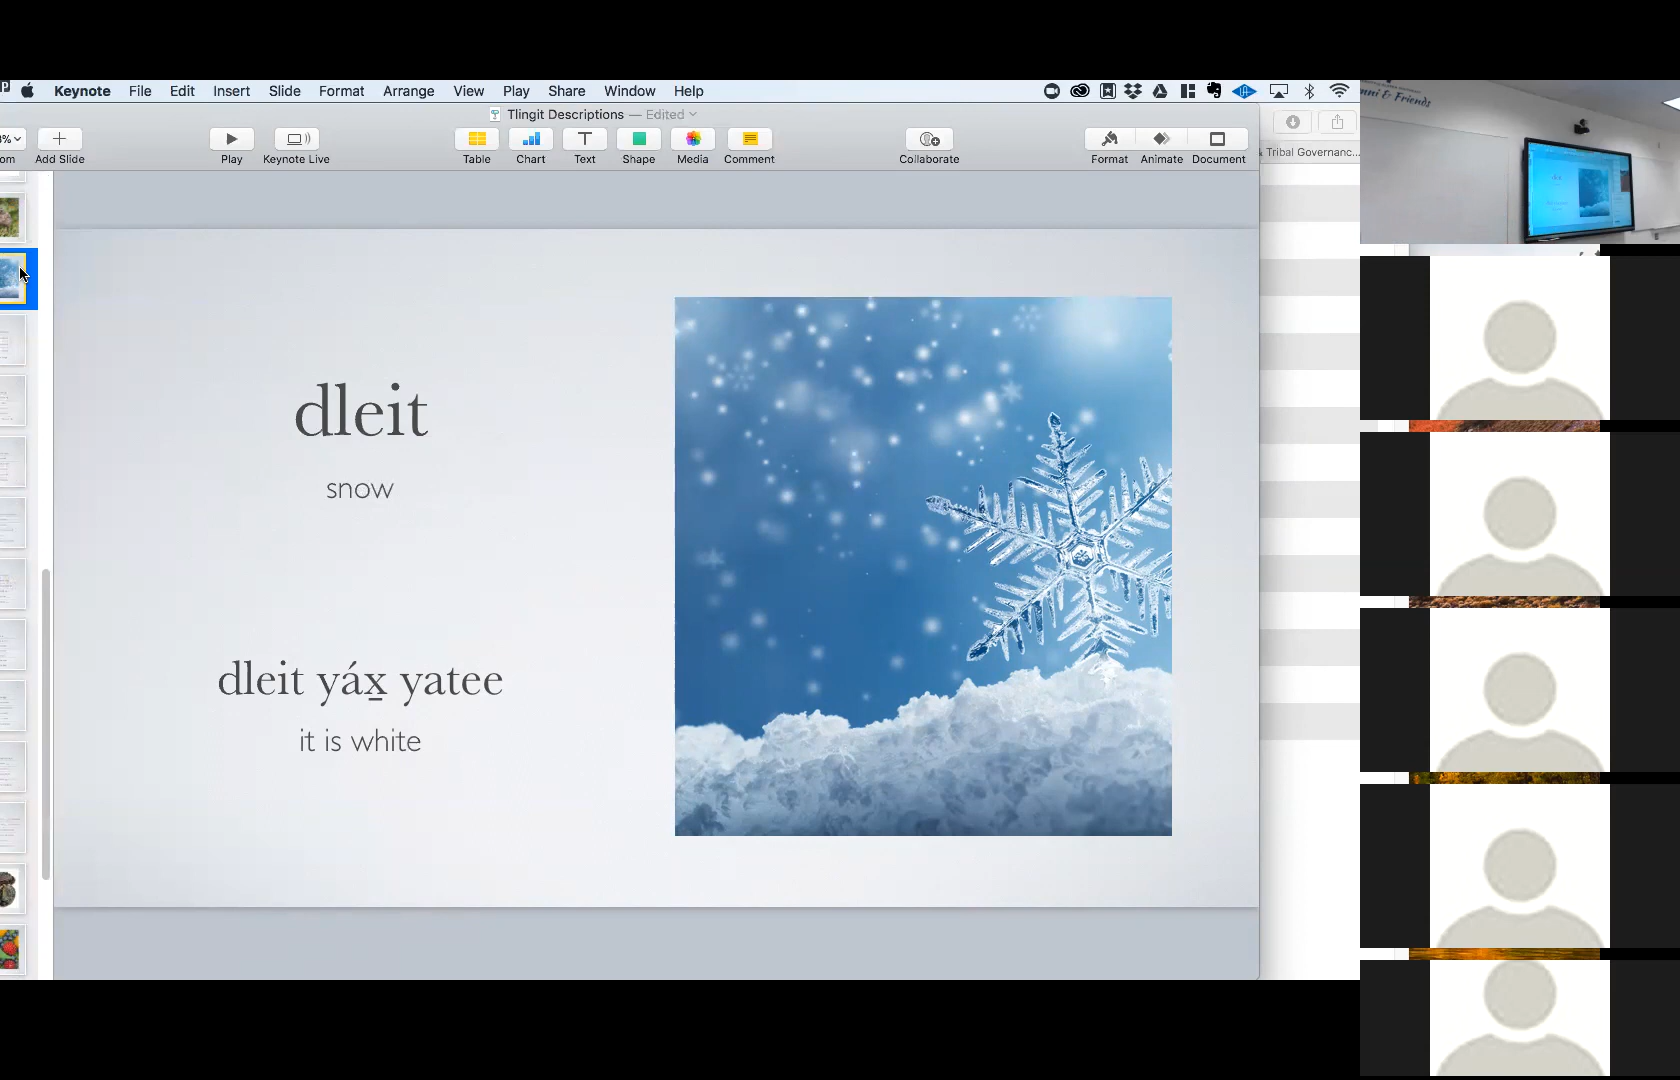 Keynote File Edit Insert Slide Format Arrange View Play Share Window Help
Tlingit Descriptions — Edited
Add Slide Play Keynote Live Table Chart Text Shape Media Comment Collaborate Format Animate Document
& Friends
Tribal Governanc...
dleit
snow
dleit yáx̱ yatee
it is white